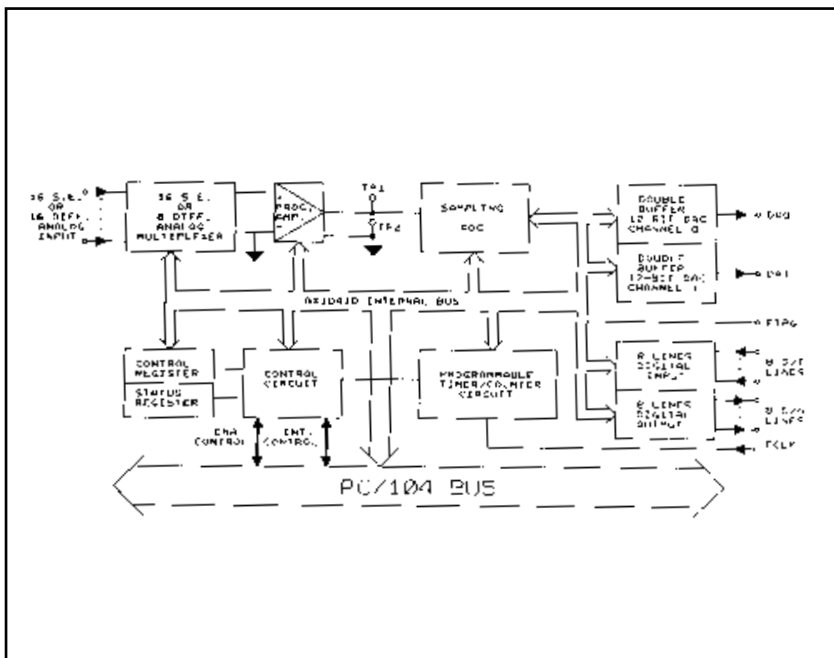 16 S.E.
OR
DIFF.
ANALOG
INPUT
16 S.E.
OR
8 DIFF.
ANALOG
MULTIPLEXER
PROG.
AMP.
TP1
TP2
SAMPLING
ADC
DOUBLE
BUFFER
12-BIT DAC
CHANNEL 0
DOUBLE
BUFFER
12-BIT DAC
CHANNEL 1
DA0
DA1
INTERNAL BUS
CONTROL
REGISTER
STATUS
REGISTER
CONTROL
CIRCUIT
PROGRAMMABLE
TIMER/COUNTER
CIRCUIT
8 LINES
DIGITAL
INPUT
8 LINES
DIGITAL
OUTPUT
LINES
LINES
DMA
CONTROL
INT.
CONTROL
PC/104 BUS